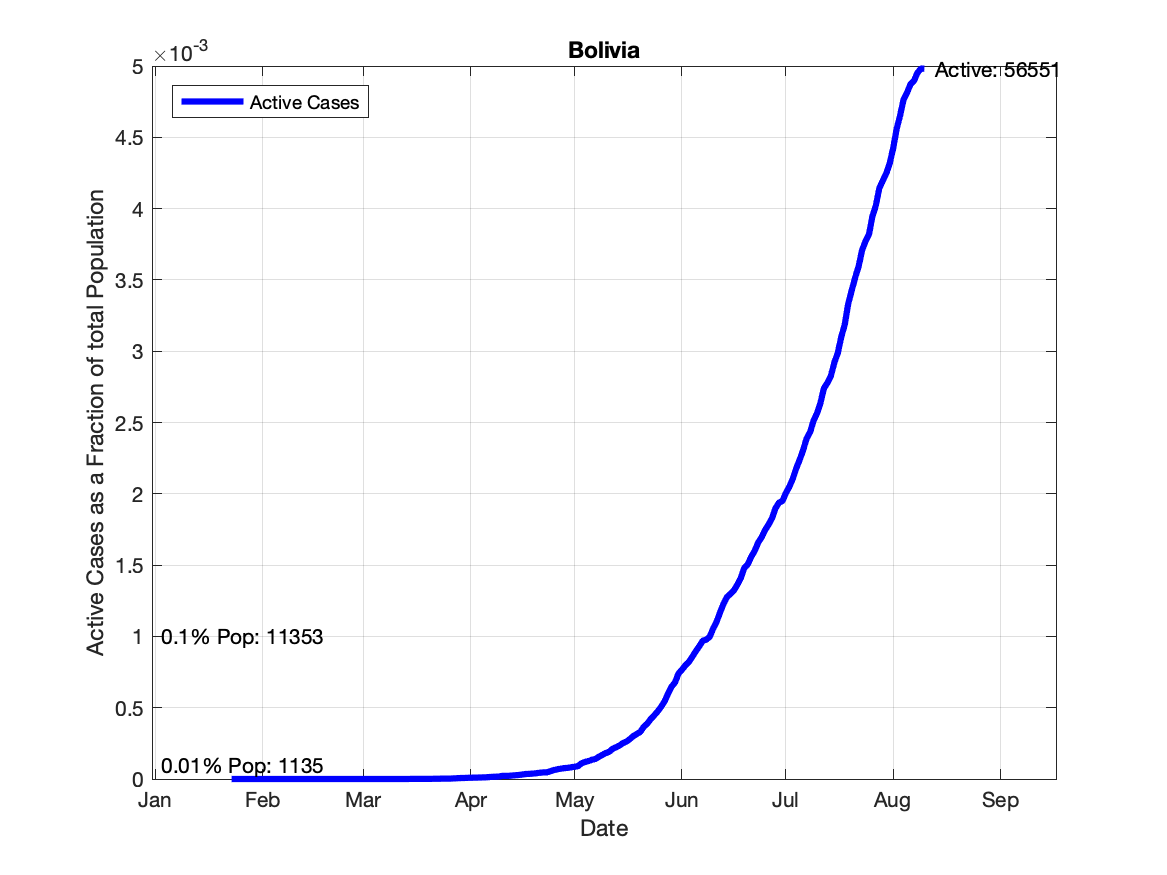 Bolivia
×10-3
5
4.5
4
3.5
3
2.5
2
1.5
1
0.5
0
Active Cases as a Fraction of total Population
Active Cases
Active: 56551
0.1% Pop: 11353
0.01% Pop: 1135
Jan Feb Mar Apr May Jun Jul Aug Sep
Date